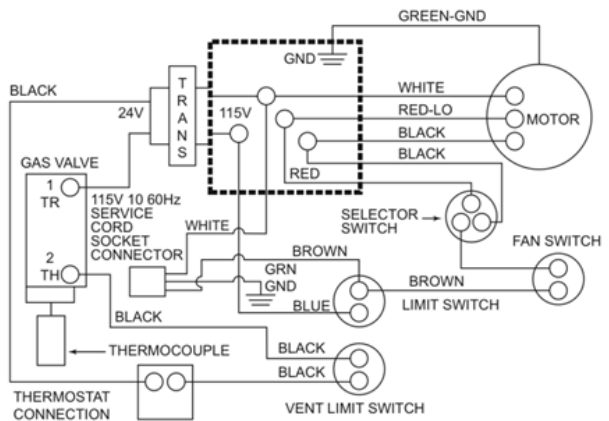 GREEN-GND
GND
TRANS
BLACK
24V
115V
WHITE
RED-LO
MOTOR
BLACK
BLACK
GAS VALVE
RED
1
TR
115V 10 60Hz
SERVICE
CORD
SOCKET
CONNECTOR
SELECTOR
SWITCH
WHITE
FAN SWITCH
BROWN
2
TH
GRN
GND
BROWN
LIMIT SWITCH
BLUE
BLACK
THERMOCOUPLE
BLACK
BLACK
THERMOSTAT
CONNECTION
VENT LIMIT SWITCH